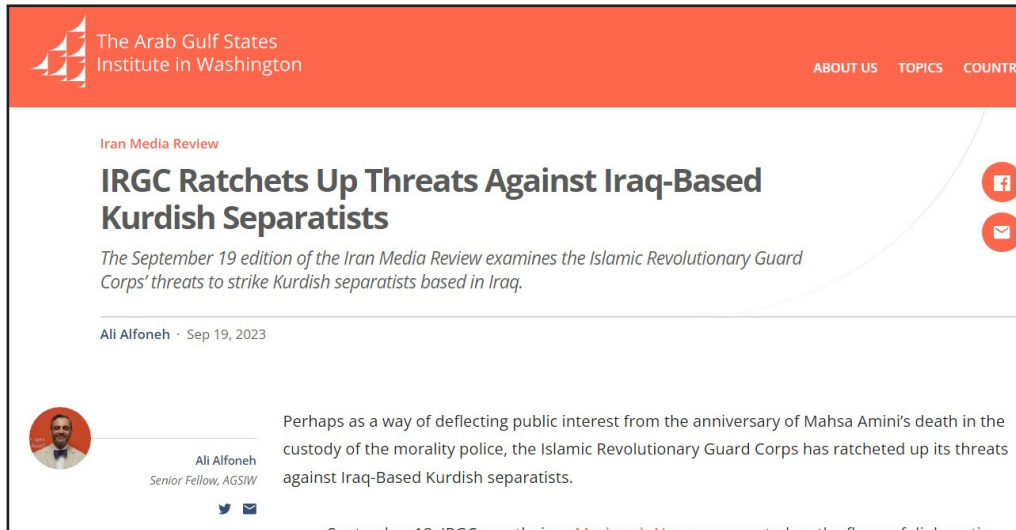 The Arab Gulf States
Institute in Washington
ABOUT US TOPICS COUNTR
Iran Media Review
IRGC Ratchets Up Threats Against Iraq-Based
Kurdish Separatists
The September 19 edition of the Iran Media Review examines the Islamic Revolutionary Guard
Corps' threats to strike Kurdish separatists based in Iraq.
Ali Alfoneh · Sep 19, 2023
Ali Alfoneh
Senior Fellow, AGSIW
Perhaps as a way of deflecting public interest from the anniversary of Mahsa Amini's death in the
custody of the morality police, the Islamic Revolutionary Guard Corps has ratcheted up its threats
against Iraq-Based Kurdish separatists.